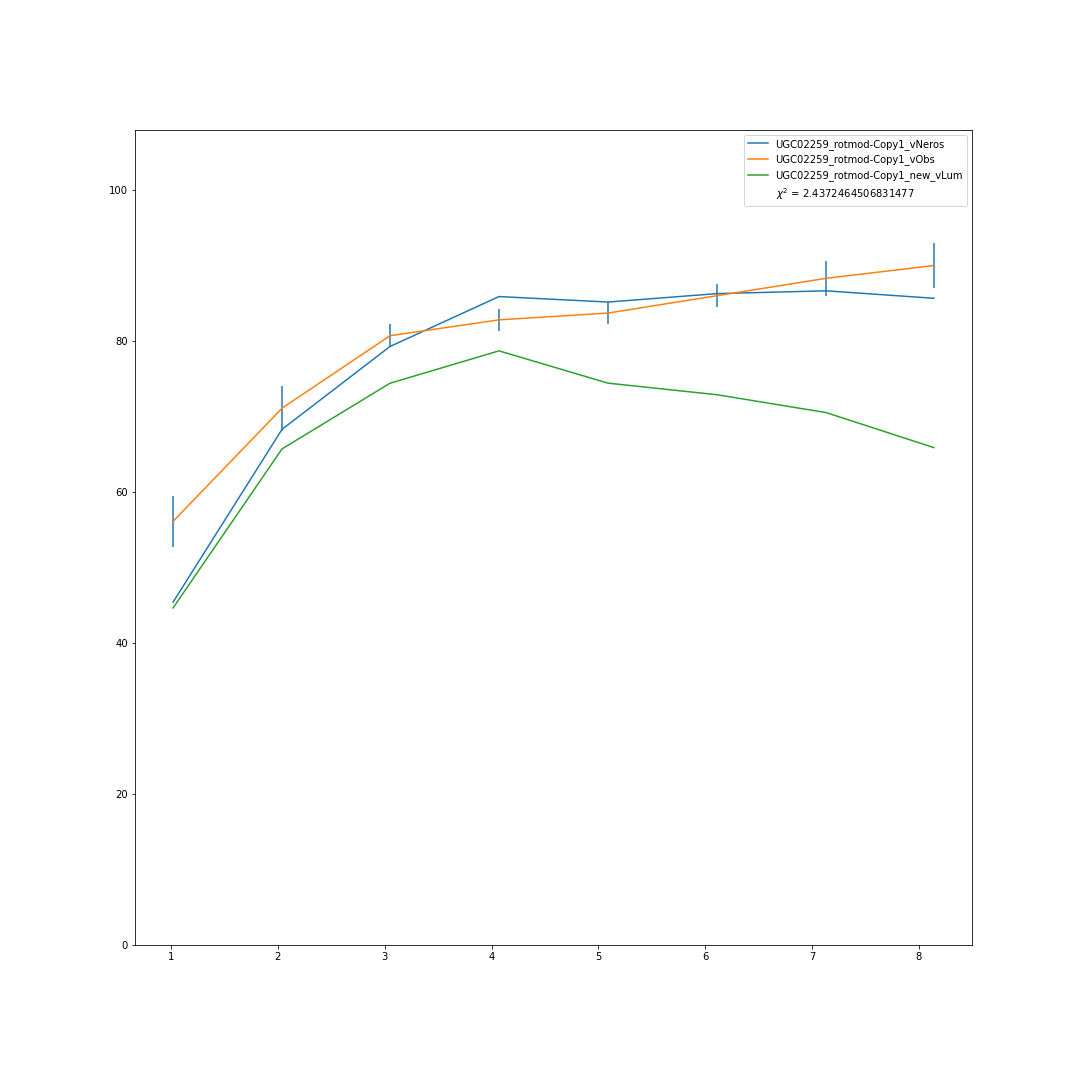 UGC02259_rotmod-Copy1_vNeros
UGC02259_rotmod-Copy1_vObs
UGC02259_rotmod-Copy1_new_vLum
χ² = 2.4372464506831477
100
80
60
40
20
0
1 2 3 4 5 6 7 8